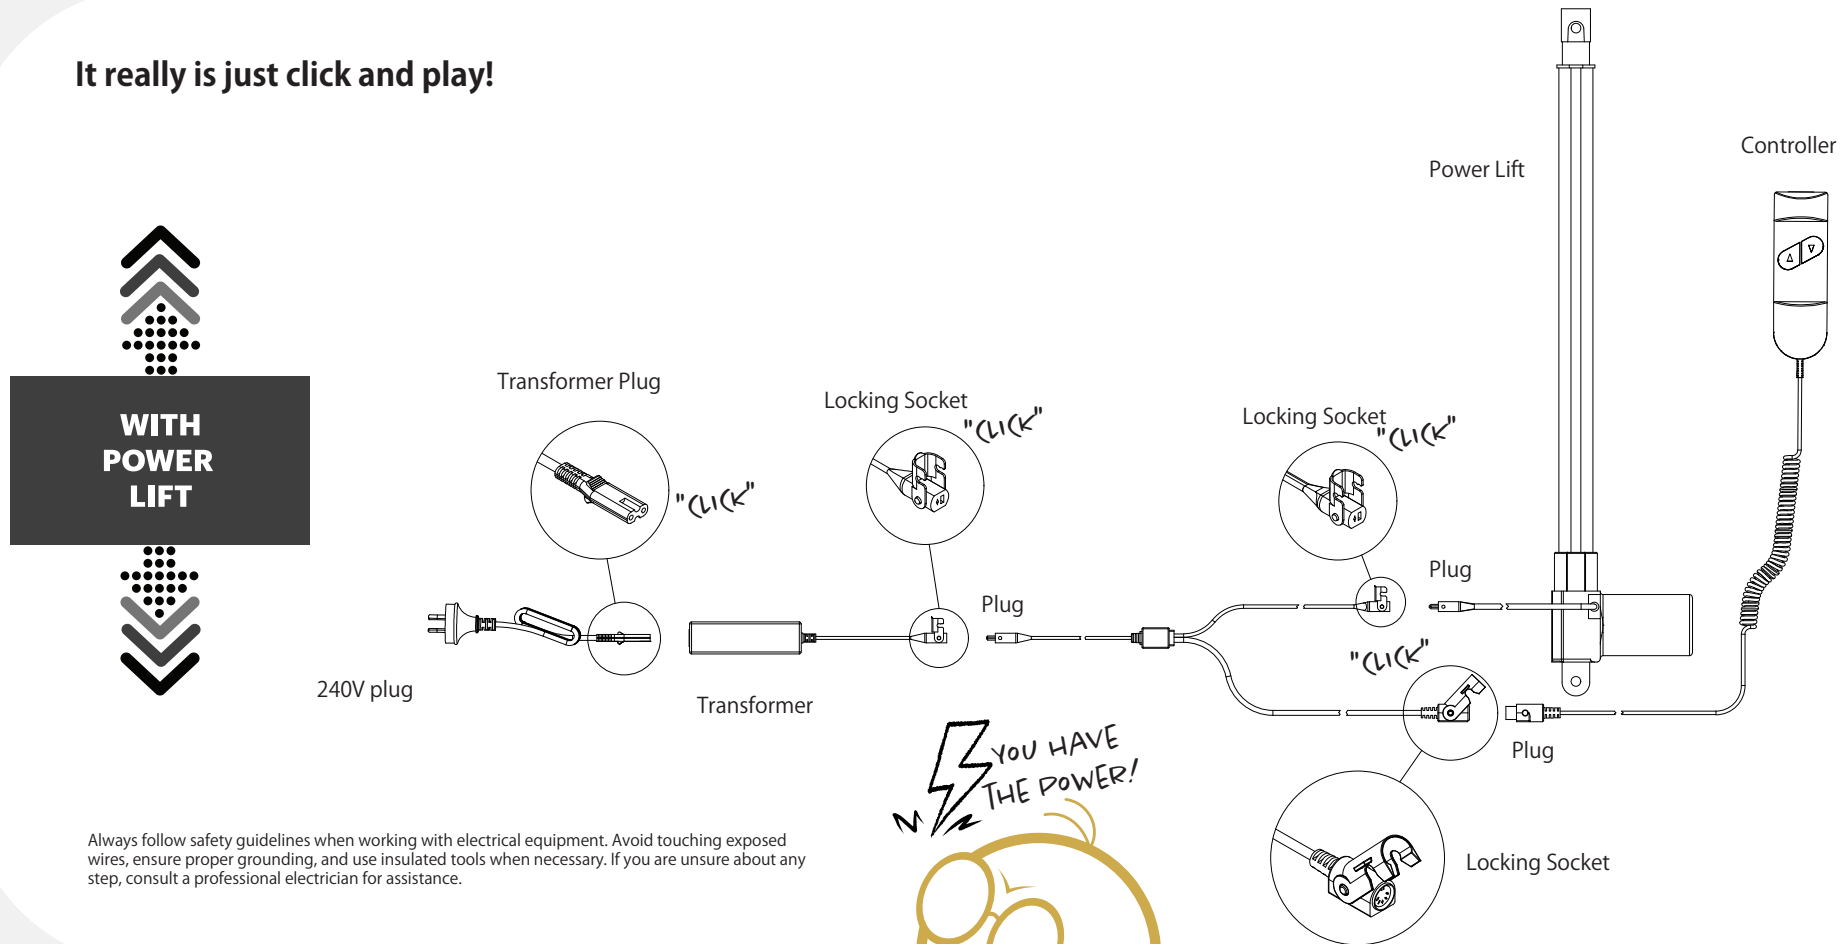 It really is just click and play!
Controller
Power Lift
WITH
POWER
LIFT
Transformer Plug
"CLICK"
Locking Socket
"CLICK"
Locking Socket
"CLICK"
Plug
Plug
"CLICK"
240V plug
Transformer
Plug
YOU HAVE
THE POWER!
Locking Socket
Always follow safety guidelines when working with electrical equipment. Avoid touching exposed
wires, ensure proper grounding, and use insulated tools when necessary. If you are unsure about any
step, consult a professional electrician for assistance.